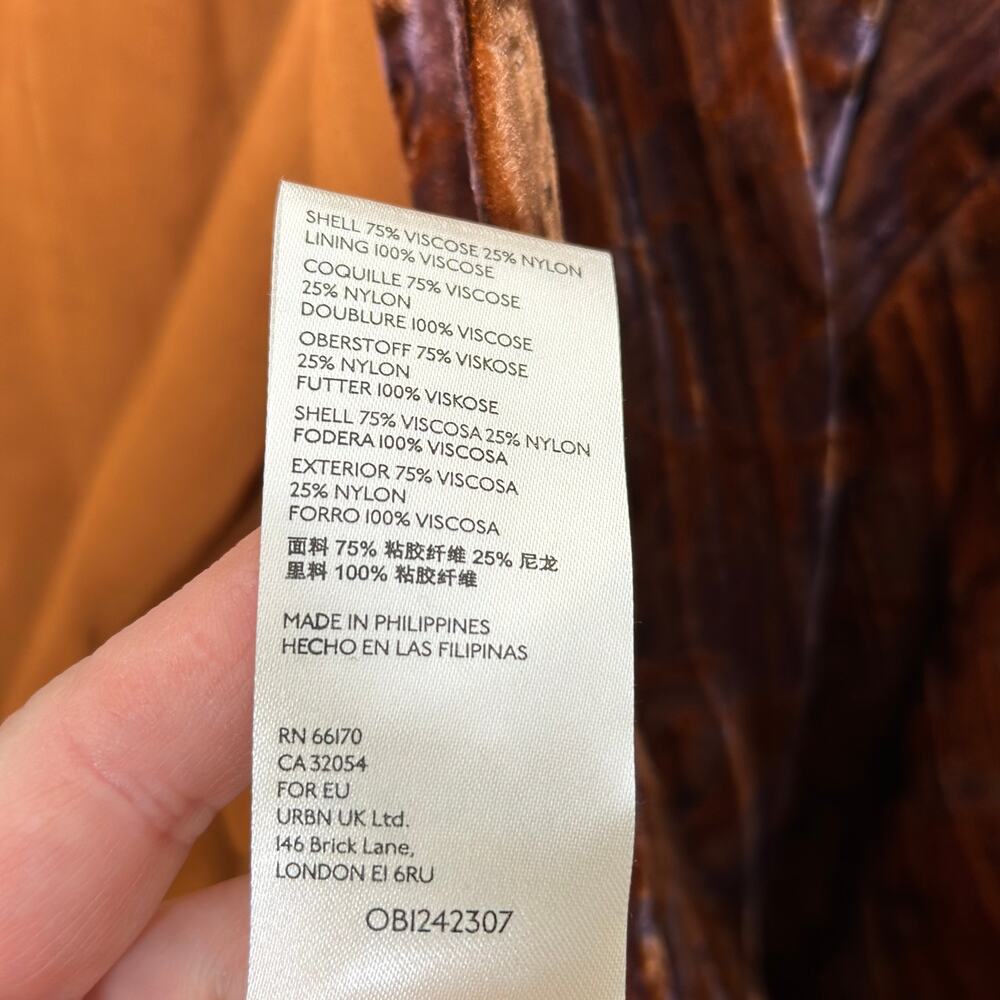 SHELL 75% VISCOSE 25% NYLON
LINING 100% VISCOSE
COQUILLE 75% VISCOSE
25% NYLON
DOUBLURE 100% VISCOSE
OBERSTOFF 75% VISKOSE
25% NYLON
FUTTER 100% VISKOSE
SHELL 75% VISCOSA 25% NYLON
FODERA 100% VISCOSA
EXTERIOR 75% VISCOSA
25% NYLON
FORRO 100% VISCOSA
面料 75% 粘胶纤维 25% 尼龙
里料 100% 粘胶纤维
MADE IN PHILIPPINES
HECHO EN LAS FILIPINAS
RN 66170
CA 32054
FOR EU
URBN UK Ltd.
146 Brick Lane,
LONDON E1 6RU
OB1242307